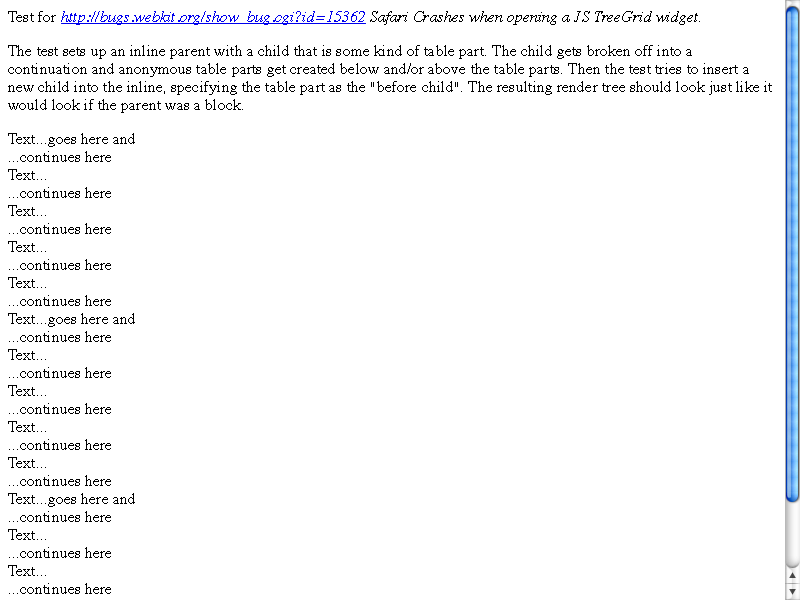 Test for http://bugs.webkit.org/show_bug.cgi?id=15362 Safari Crashes when opening a JS TreeGrid widget.
The test sets up an inline parent with a child that is some kind of table part. The child gets broken off into a
continuation and anonymous table parts get created below and/or above the table parts. Then the test tries to insert a
new child into the inline, specifying the table part as the "before child". The resulting render tree should look just like it
would look if the parent was a block.
Text...goes here and
...continues here
Text...
...continues here
Text...
...continues here
Text...
...continues here
Text...
...continues here
Text...goes here and
...continues here
Text...
...continues here
Text...
...continues here
Text...
...continues here
Text...
...continues here
Text...goes here and
...continues here
Text...
...continues here
Text...
...continues here